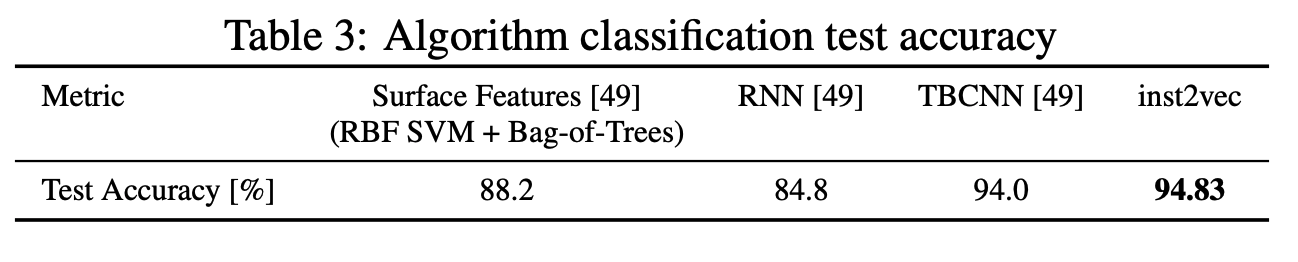 Table 3: Algorithm classification test accuracy
Metric Surface Features [49] RNN [49] TBCNN [49] inst2vec
(RBF SVM + Bag-of-Trees)
Test Accuracy [%] 88.2 84.8 94.0 94.83